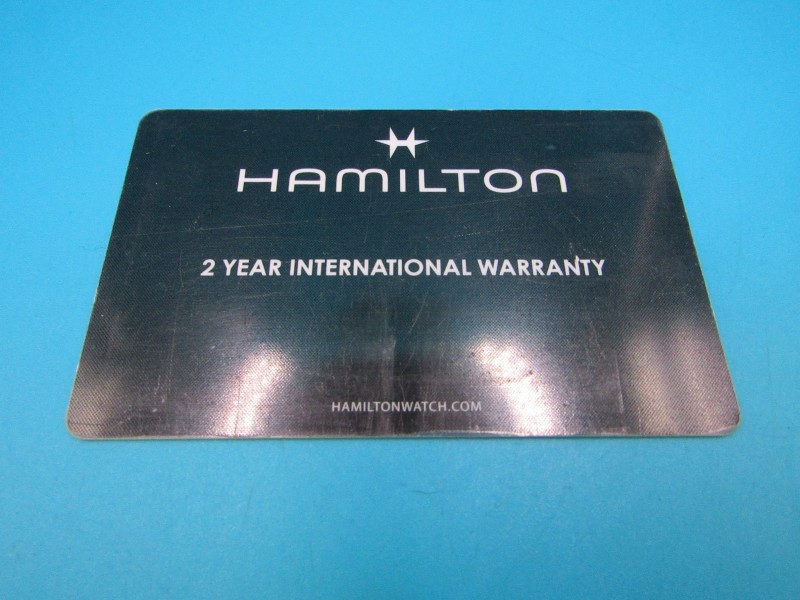 HAMILTON
2 YEAR INTERNATIONAL WARRANTY
HAMILTONWATCH.COM